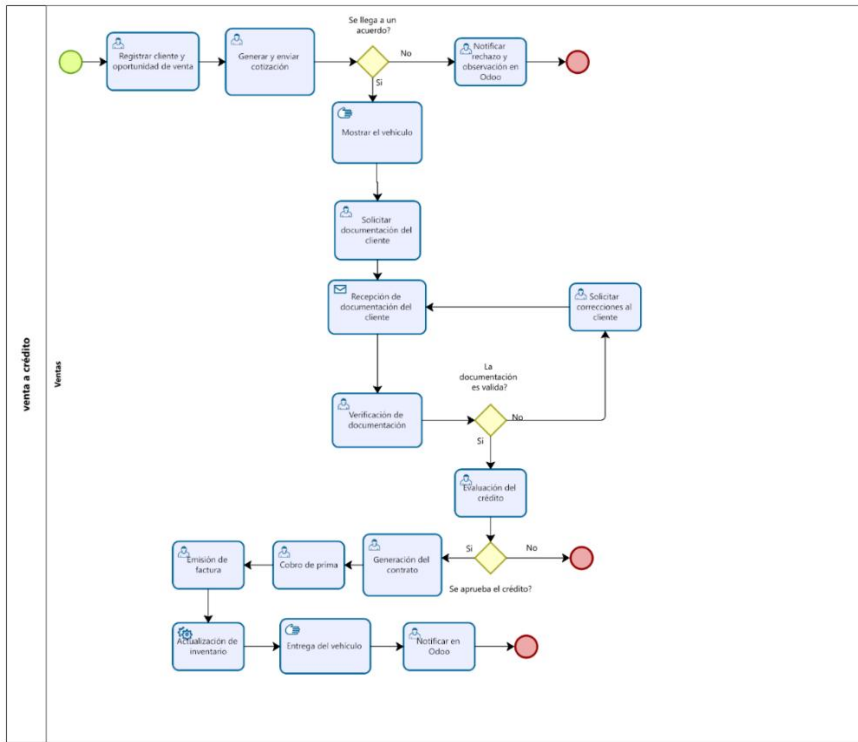 venta a crédito
Ventas
Registrar cliente y
oportunidad de venta
Generar y enviar
cotización
Se llega a un
acuerdo?
No
Si
Notificar
rechazo y
observación en
Odoo
Mostrar el vehículo
Solicitar
documentación del
cliente
Recepción de
documentación del
cliente
Solicitar
correcciones al
cliente
La
documentación
es valida?
Verificación de
documentación
No
Si
Evaluación del
crédito
Si
No
Se aprueba el crédito?
Generación del
contrato
Cobro de prima
Emisión de
factura
Actualización de
inventario
Entrega del vehículo
Notificar en
Odoo